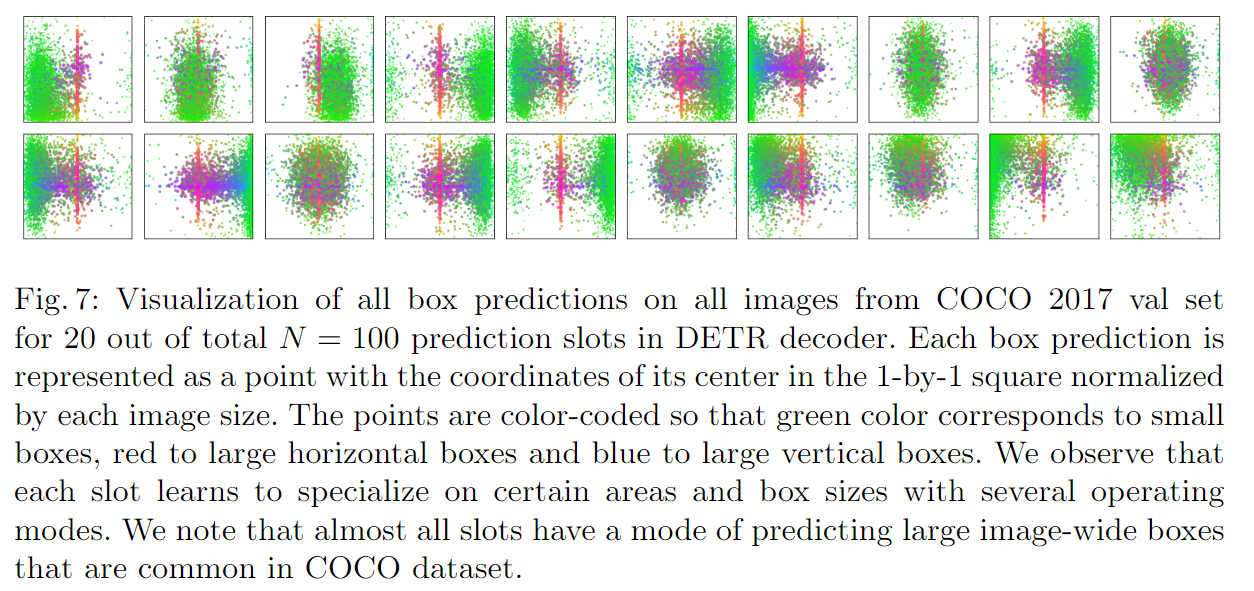 Fig. 7: Visualization of all box predictions on all images from COCO 2017 val set
for 20 out of total N = 100 prediction slots in DETR decoder. Each box prediction is
represented as a point with the coordinates of its center in the 1-by-1 square normalized
by each image size. The points are color-coded so that green color corresponds to small
boxes, red to large horizontal boxes and blue to large vertical boxes. We observe that
each slot learns to specialize on certain areas and box sizes with several operating
modes. We note that almost all slots have a mode of predicting large image-wide boxes
that are common in COCO dataset.